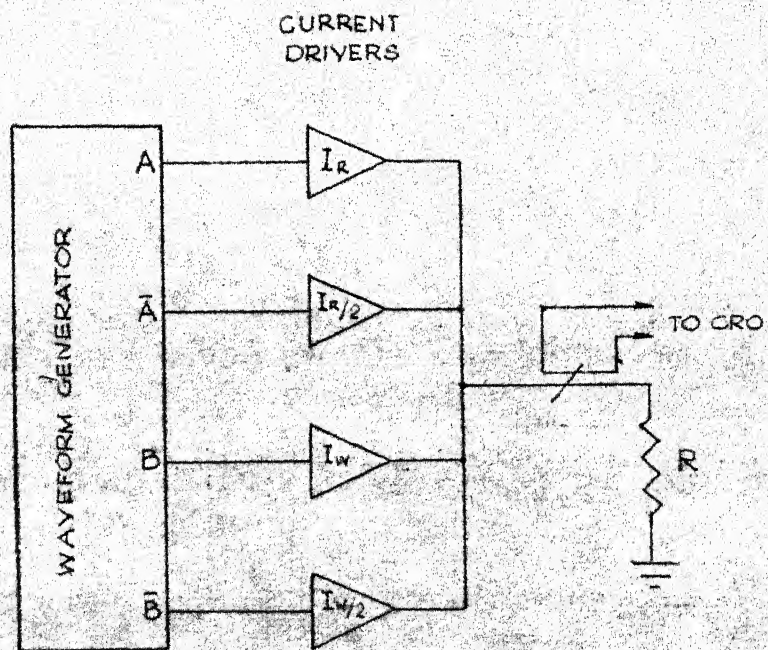 CURRENT
DRIVERS
WAVEFORM GENERATOR
A
I_R
Ā
I_R/2
TO CRO
B
I_W
R
B̄
I_W/2